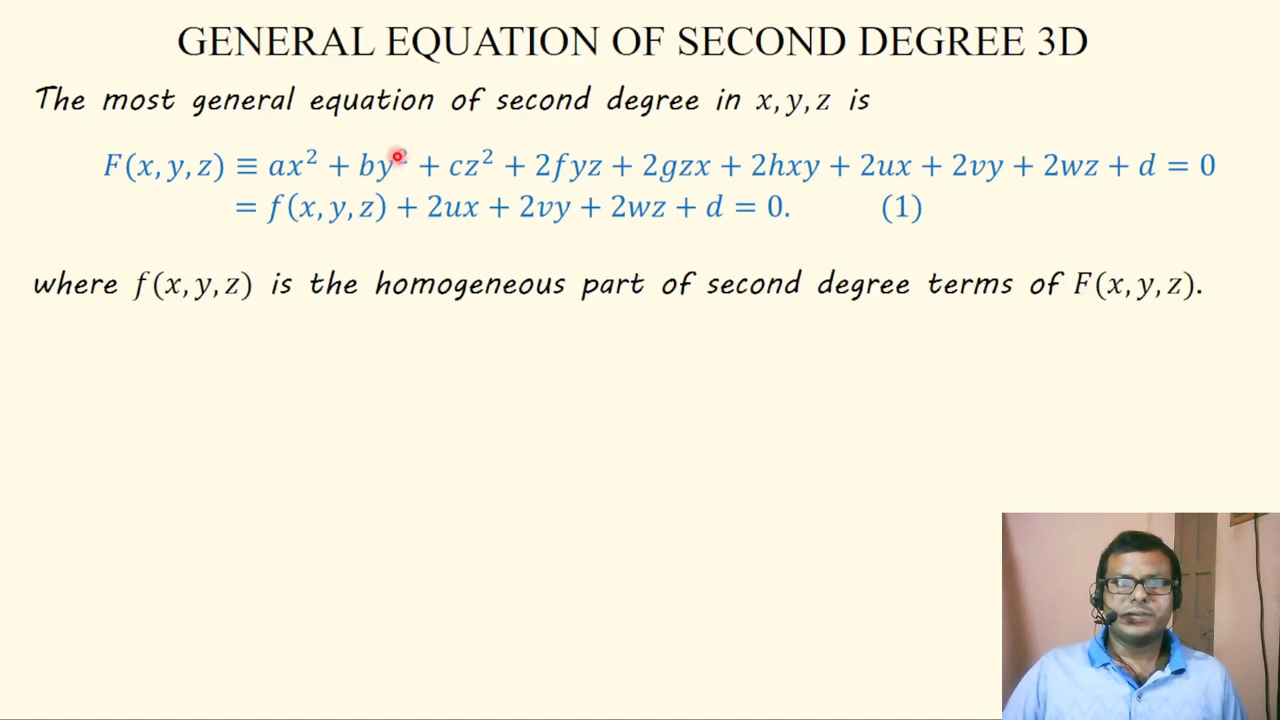 GENERAL EQUATION OF SECOND DEGREE 3D
The most general equation of second degree in x, y, z is
F(x, y, z) ≡ ax² + by² + cz² + 2fyz + 2gzx + 2hxy + 2ux + 2vy + 2wz + d = 0
= f(x, y, z) + 2ux + 2vy + 2wz + d = 0. (1)
where f(x, y, z) is the homogeneous part of second degree terms of F(x, y, z).